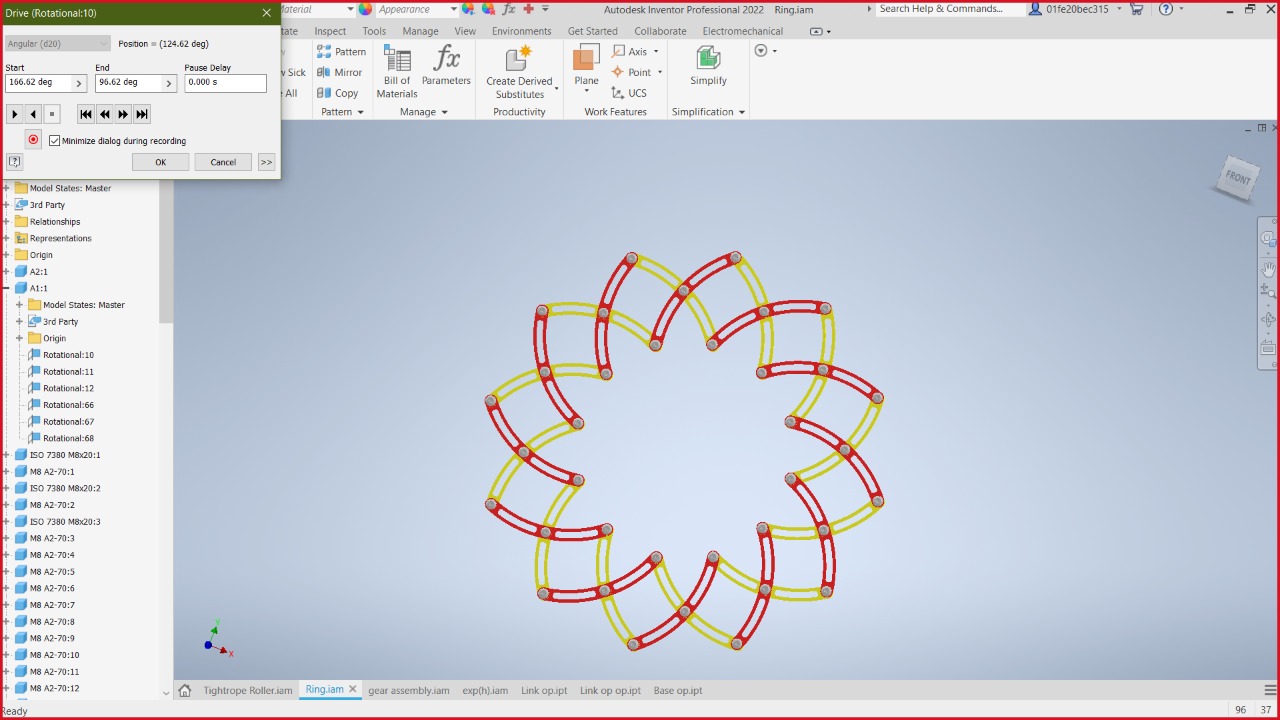 Drive (Rotational:10)
Material
Appearance
Autodesk Inventor Professional 2022
Ring.iam
Search Help & Commands...
01fe20bec315
Inspect
Tools
Manage
View
Environments
Get Started
Collaborate
Electromechanical
Angular (d20)
Position = (124.62 deg)
Start
End
Pause Delay
166.62 deg
96.62 deg
0.000 s
Minimize dialog during recording
OK
Cancel
>>
Pattern
Mirror
Copy
Pattern
Bill of
Materials
Parameters
Manage
Create Derived
Substitutes
Productivity
Plane
Axis
Point
UCS
Work Features
Simplify
Simplification
FRONT
Model States: Master
3rd Party
Relationships
Representations
Origin
A2:1
A1:1
Model States: Master
3rd Party
Origin
Rotational:10
Rotational:11
Rotational:12
Rotational:66
Rotational:67
Rotational:68
ISO 7380 M8x20:1
M8 A2-70:1
ISO 7380 M8x20:2
M8 A2-70:2
ISO 7380 M8x20:3
M8 A2-70:3
M8 A2-70:4
M8 A2-70:5
M8 A2-70:6
M8 A2-70:7
M8 A2-70:8
M8 A2-70:9
M8 A2-70:10
M8 A2-70:11
M8 A2-70:12
Y
X
Tightrope Roller.iam
Ring.iam
gear assembly.iam
exp(h).iam
Link op.ipt
Link op op.ipt
Base op.ipt
Ready
96
37